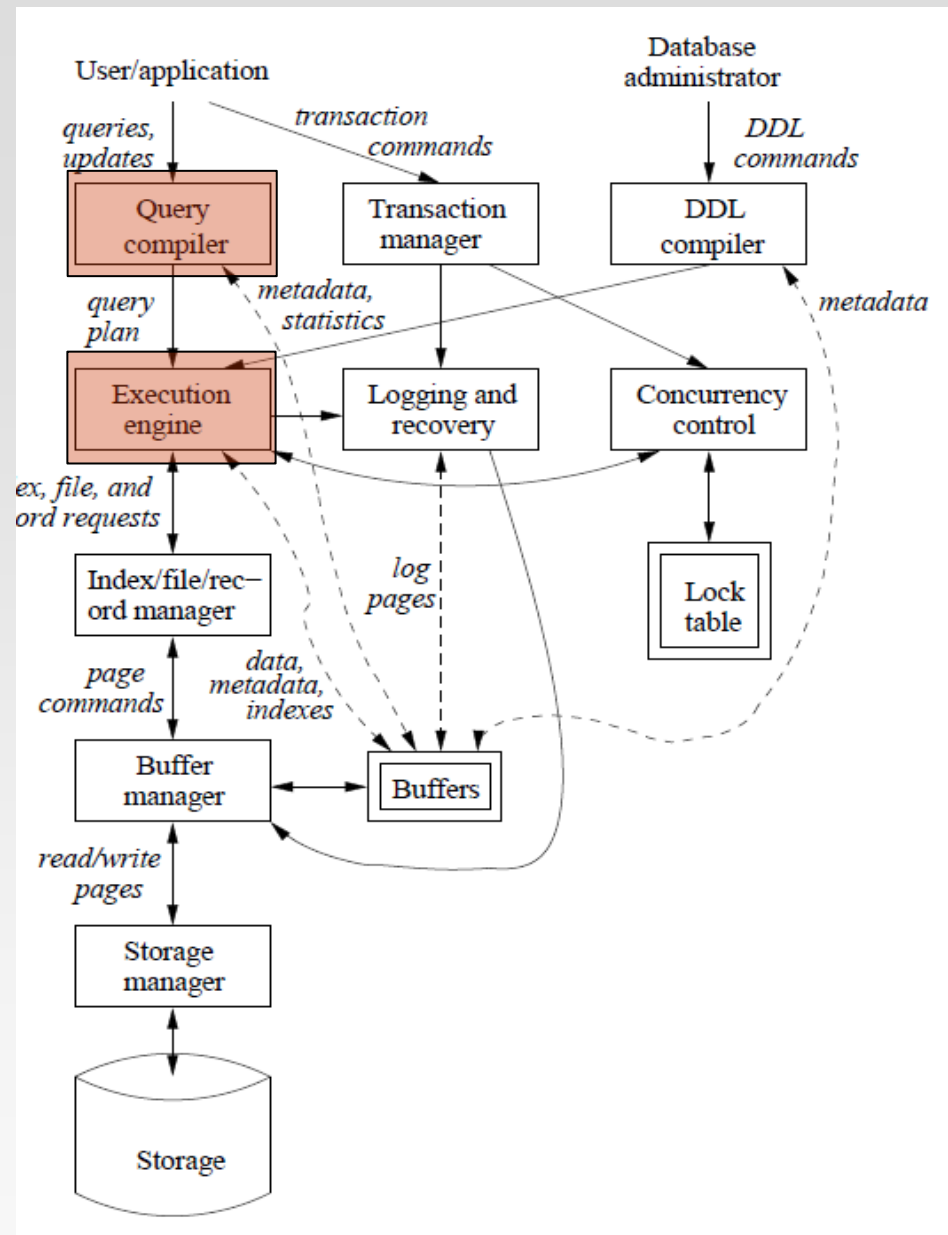 User/application
Database
administrator
queries,
updates
transaction
commands
DDL
commands
Query
compiler
Transaction
manager
DDL
compiler
query
plan
metadata,
statistics
metadata
Execution
engine
Logging and
recovery
Concurrency
control
ex, file, and
ord requests
Index/file/rec–
ord manager
log
pages
Lock
table
page
commands
data,
metadata,
indexes
Buffer
manager
Buffers
read/write
pages
Storage
manager
Storage